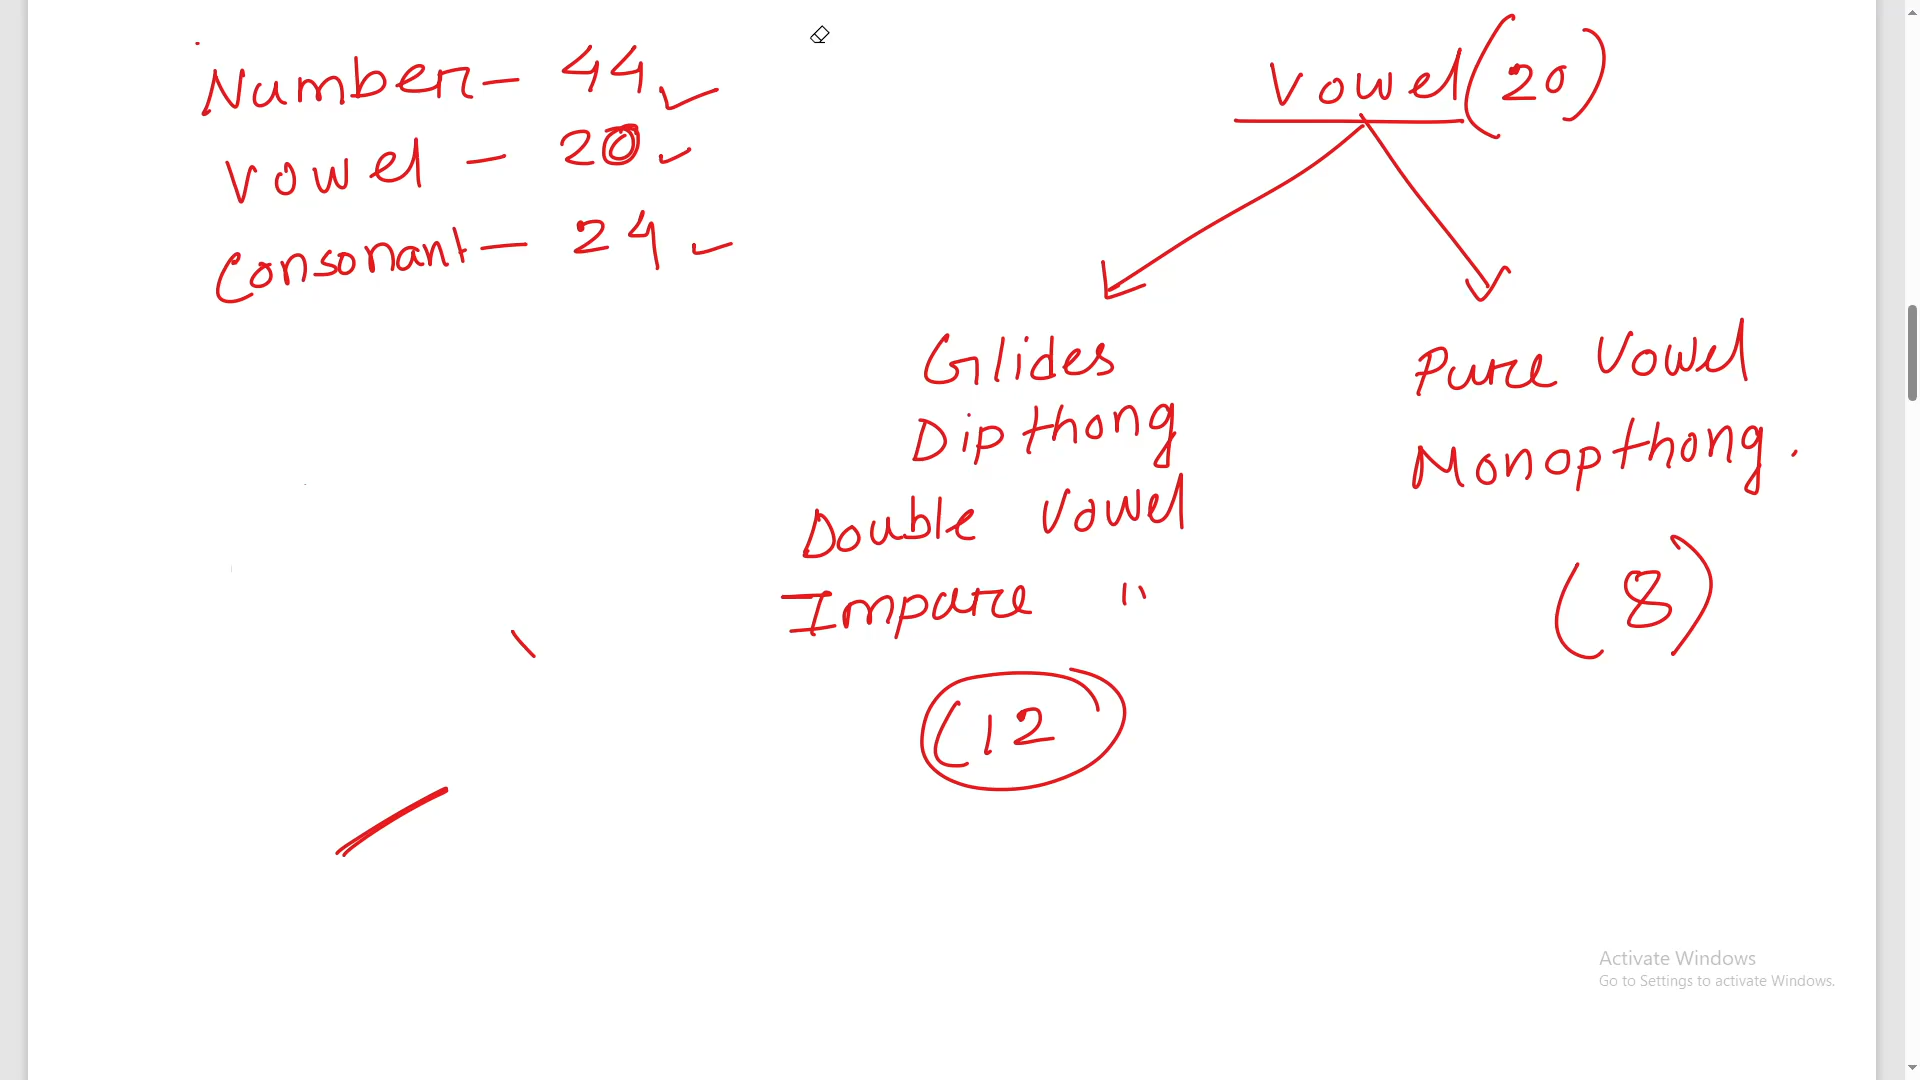 Number - 44
Vowel - 20
Consonant - 24
Vowel (20)
Glides
Dipthong
Double Vowel
Impure "
(12
Pure Vowel
Monopthong.
(8)
Activate Windows
Go to Settings to activate Windows.